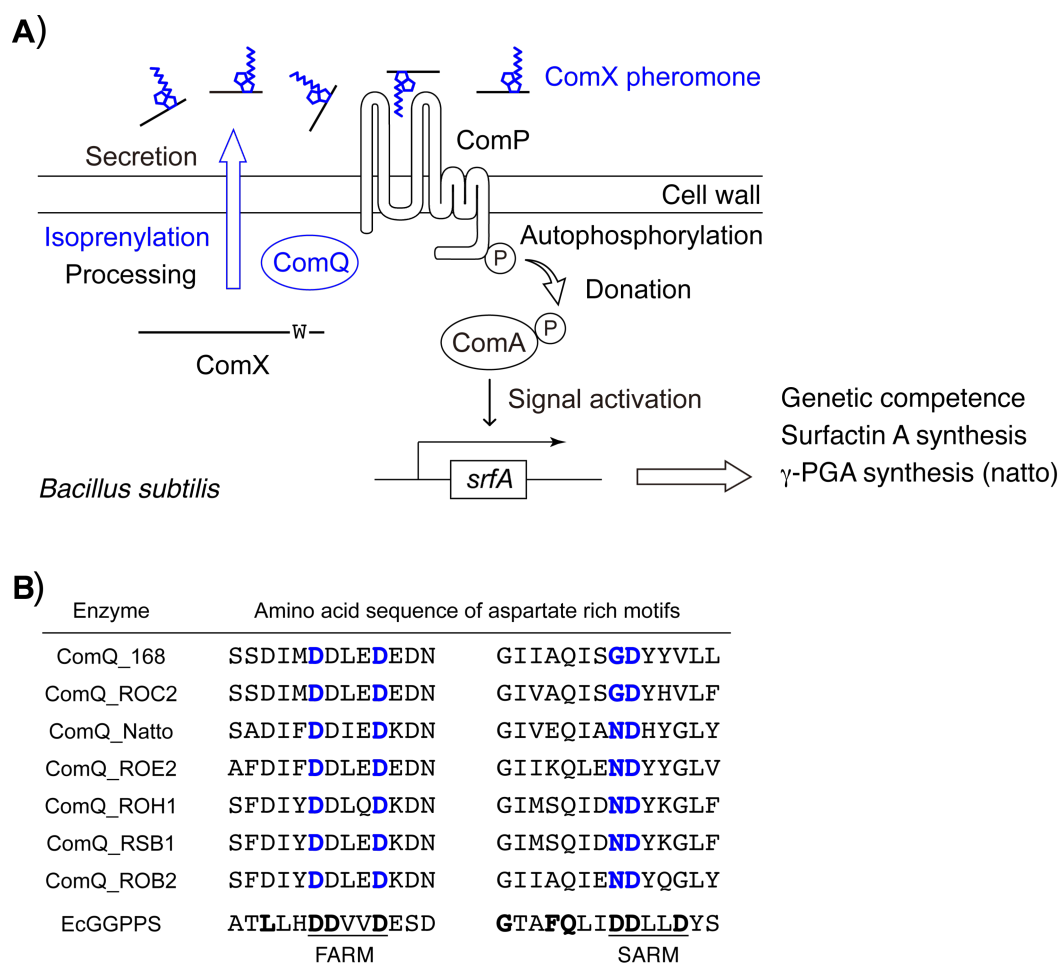 A)
ComX pheromone
ComP
Secretion
Cell wall
Isoprenylation
Autophosphorylation
ComQ
Processing
P
Donation
P
W
ComA
ComX
Signal activation
Genetic competence
Surfactin A synthesis
γ-PGA synthesis (natto)
srfA
Bacillus subtilis
B)
Enzyme Amino acid sequence of aspartate rich motifs
ComQ_168 SSDIMDDLEDEDN GIIAQISGDYYVLL
ComQ_ROC2 SSDIMDDLEDEDN GIVAQISGDYHVLF
ComQ_Natto SADIFDDIEDKDN GIVEQIANDHYGLY
ComQ_ROE2 AFDIFDDLEDEDN GIIKQLENDYYGLV
ComQ_ROH1 SFDIYDDLQDKDN GIMSQIDNDYKGLF
ComQ_RSB1 SFDIYDDLEDKDN GIMSQIDNDYKGLF
ComQ_ROB2 SFDIYDDLEDKDN GIIAQIENDYQGLY
EcGGPPS ATLLHDDVVDESD GTAFQLIDDLLDYS
FARM SARM